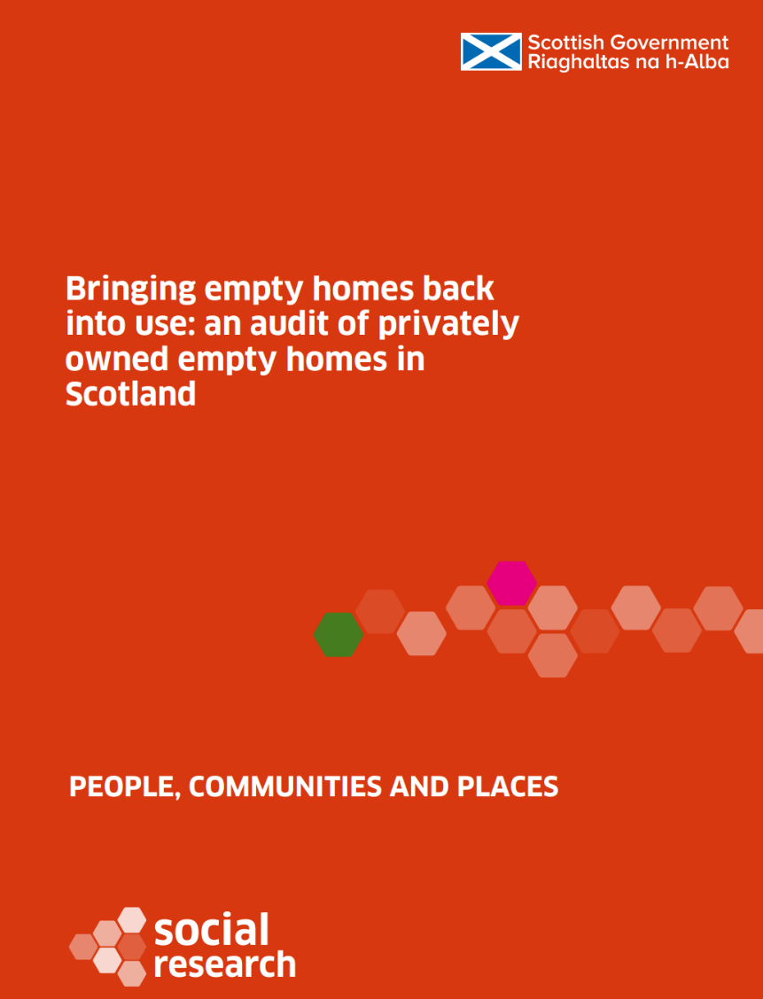 Scottish Government
Riaghaltas na h-Alba
Bringing empty homes back
into use: an audit of privately
owned empty homes in
Scotland
PEOPLE, COMMUNITIES AND PLACES
social
research